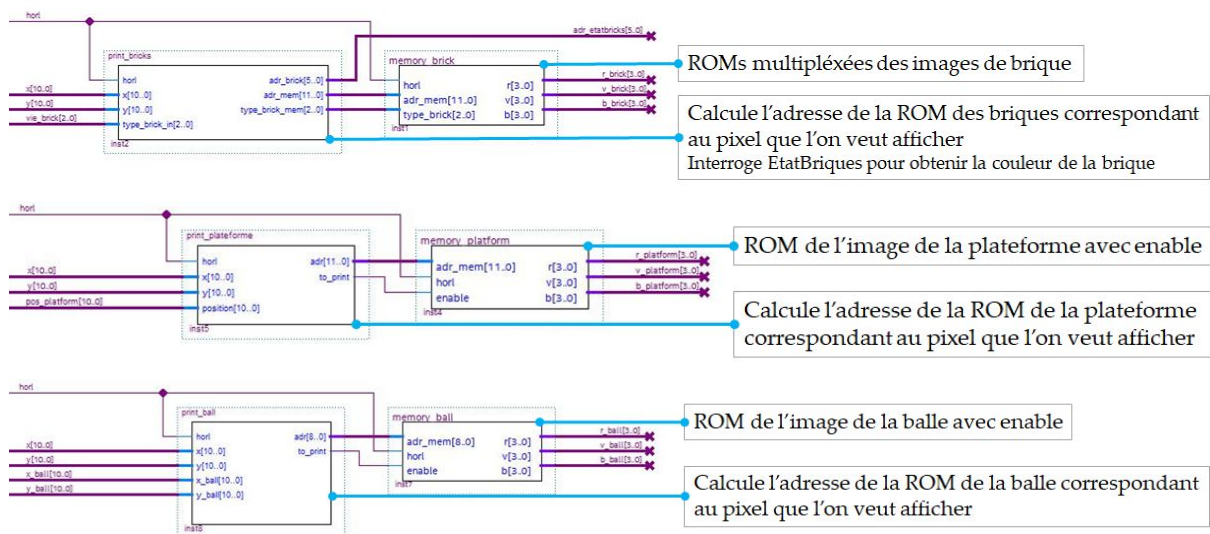 horl
adr_etatbricks[5..0]
print_bricks
memory_brick
ROMs multipléxées des images de brique
horl
adr_brick[5..0]
horl
r[3..0]
r_brick[3..0]
x[10..0]
x[10..0]
adr_mem[11..0]
adr_mem[11..0]
v[3..0]
v_brick[3..0]
y[10..0]
y[10..0]
type_brick_mem[2..0]
type_brick[2..0]
b[3..0]
b_brick[3..0]
vie_brick[2..0]
type_brick_in[2..0]
inst1
inst2
Calcule l'adresse de la ROM des briques correspondant
au pixel que l'on veut afficher
Interroge EtatBriques pour obtenir la couleur de la brique
horl
print_plateforme
memory_platform
ROM de l'image de la plateforme avec enable
horl
adr[11..0]
adr_mem[11..0]
r[3..0]
r_platform[3..0]
x[10..0]
x[10..0]
to_print
horl
v[3..0]
v_platform[3..0]
y[10..0]
y[10..0]
enable
b[3..0]
b_platform[3..0]
pos_platform[10..0]
position[10..0]
inst4
inst5
Calcule l'adresse de la ROM de la plateforme
correspondant au pixel que l'on veut afficher
horl
print_ball
memory_ball
ROM de l'image de la balle avec enable
horl
adr[8..0]
adr_mem[8..0]
r[3..0]
r_ball[3..0]
x[10..0]
x[10..0]
to_print
horl
v[3..0]
v_ball[3..0]
y[10..0]
y[10..0]
enable
b[3..0]
b_ball[3..0]
x_ball[10..0]
x_ball[10..0]
y_ball[10..0]
y_ball[10..0]
inst7
inst8
Calcule l'adresse de la ROM de la balle correspondant
au pixel que l'on veut afficher